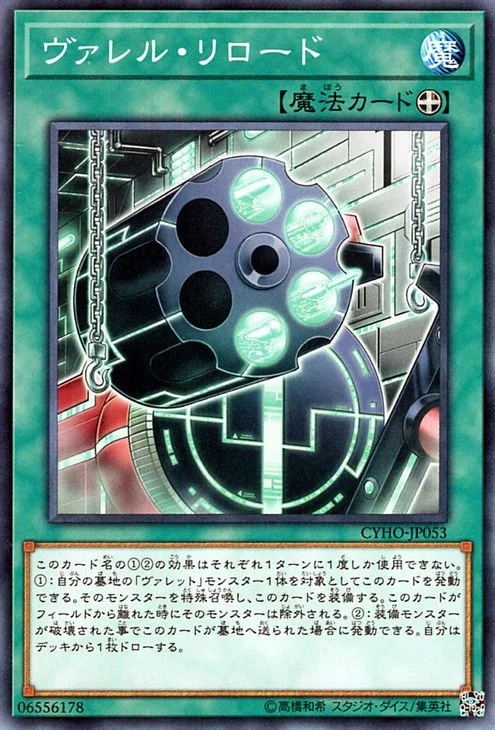 ヴァレル・リロード
魔
【魔法カード】
CYHO-JP053
このカード名の①②の効果はそれぞれ1ターンに1度しか使用できない。
①:自分の墓地の「ヴァレット」モンスター1体を対象としてこのカードを発動
できる。そのモンスターを特殊召喚し、このカードを装備する。このカードが
フィールドから離れた時にそのモンスターは除外される。②:装備モンスター
が破壊された事でこのカードが墓地へ送られた場合に発動できる。自分は
デッキから1枚ドローする。
06556178
©高橋和希 スタジオ・ダイス/集英社